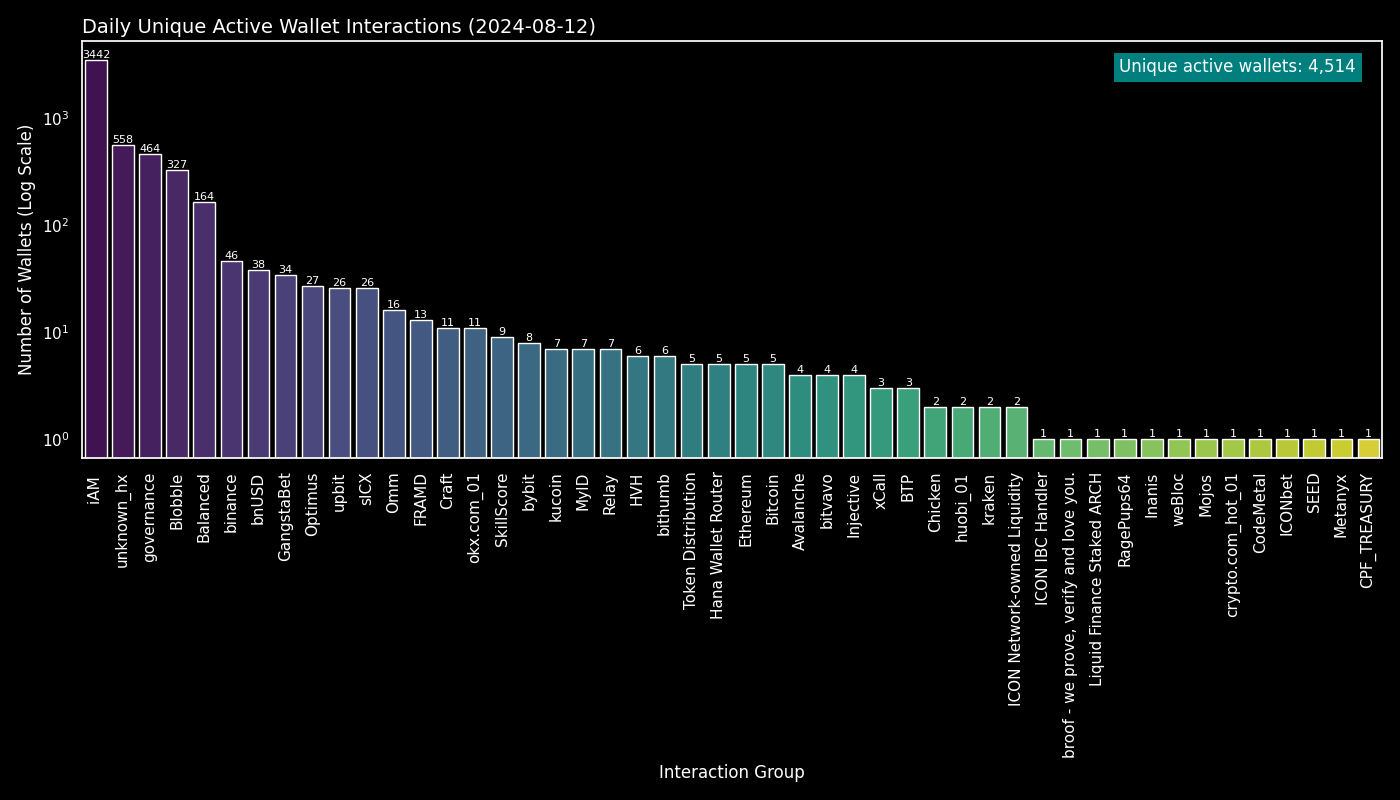 Daily Unique Active Wallet Interactions (2024-08-12)
Unique active wallets: 4,514
Number of Wallets (Log Scale)
10³
10²
10¹
10⁰
3442
558
464
327
164
46
38
34
27
26
26
16
13
11
11
9
8
7
7
7
6
6
5
5
5
5
4
4
4
3
3
2
2
2
2
1
1
1
1
1
1
1
1
1
1
1
1
1
iAM
unknown_hx
governance
Blobble
Balanced
binance
bnUSD
GangstaBet
Optimus
upbit
sICX
Omm
FRAMD
Craft
okx.com_01
SkillScore
bybit
kucoin
MyID
Relay
HVH
bithumb
Token Distribution
Hana Wallet Router
Ethereum
Bitcoin
Avalanche
bitvavo
Injective
xCall
BTP
Chicken
huobi_01
kraken
ICON Network-owned Liquidity
ICON IBC Handler
broof - we prove, verify and love you.
Liquid Finance Staked ARCH
RagePups64
Inanis
weBloc
Mojos
crypto.com_hot_01
CodeMetal
ICONbet
SEED
Metanyx
CPF_TREASURY
Interaction Group